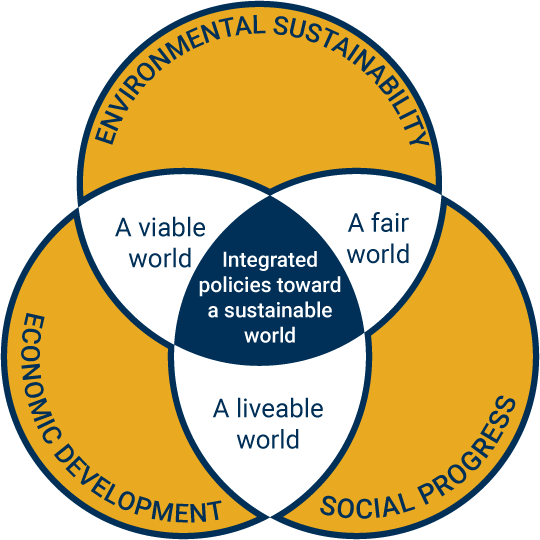 ENVIRONMENTAL SUSTAINABILITY
A viable
world
A fair
world
Integrated
policies toward
a sustainable
world
ECONOMIC DEVELOPMENT
A liveable
world
SOCIAL PROGRESS